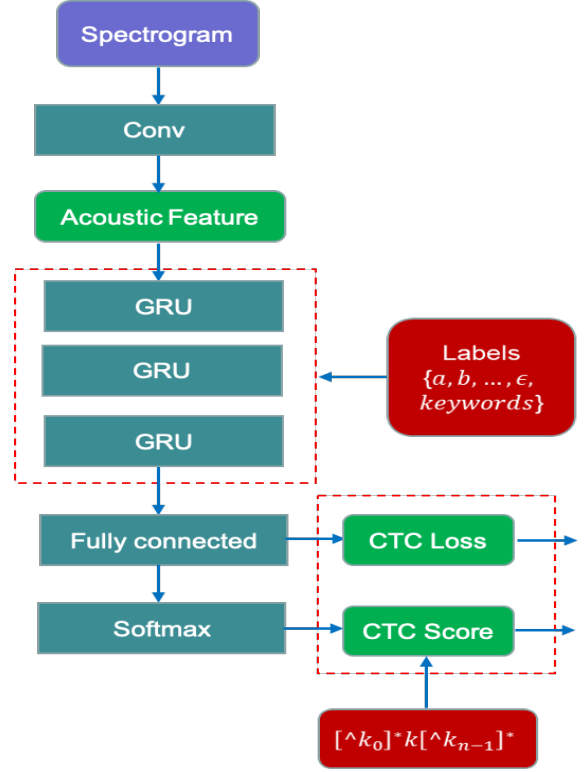 Spectrogram
Conv
Acoustic Feature
GRU
GRU
GRU
Labels
{a, b, … , ϵ,
keywords}
Fully connected
CTC Loss
Softmax
CTC Score
[^k₀]*k[^kₙ₋₁]*